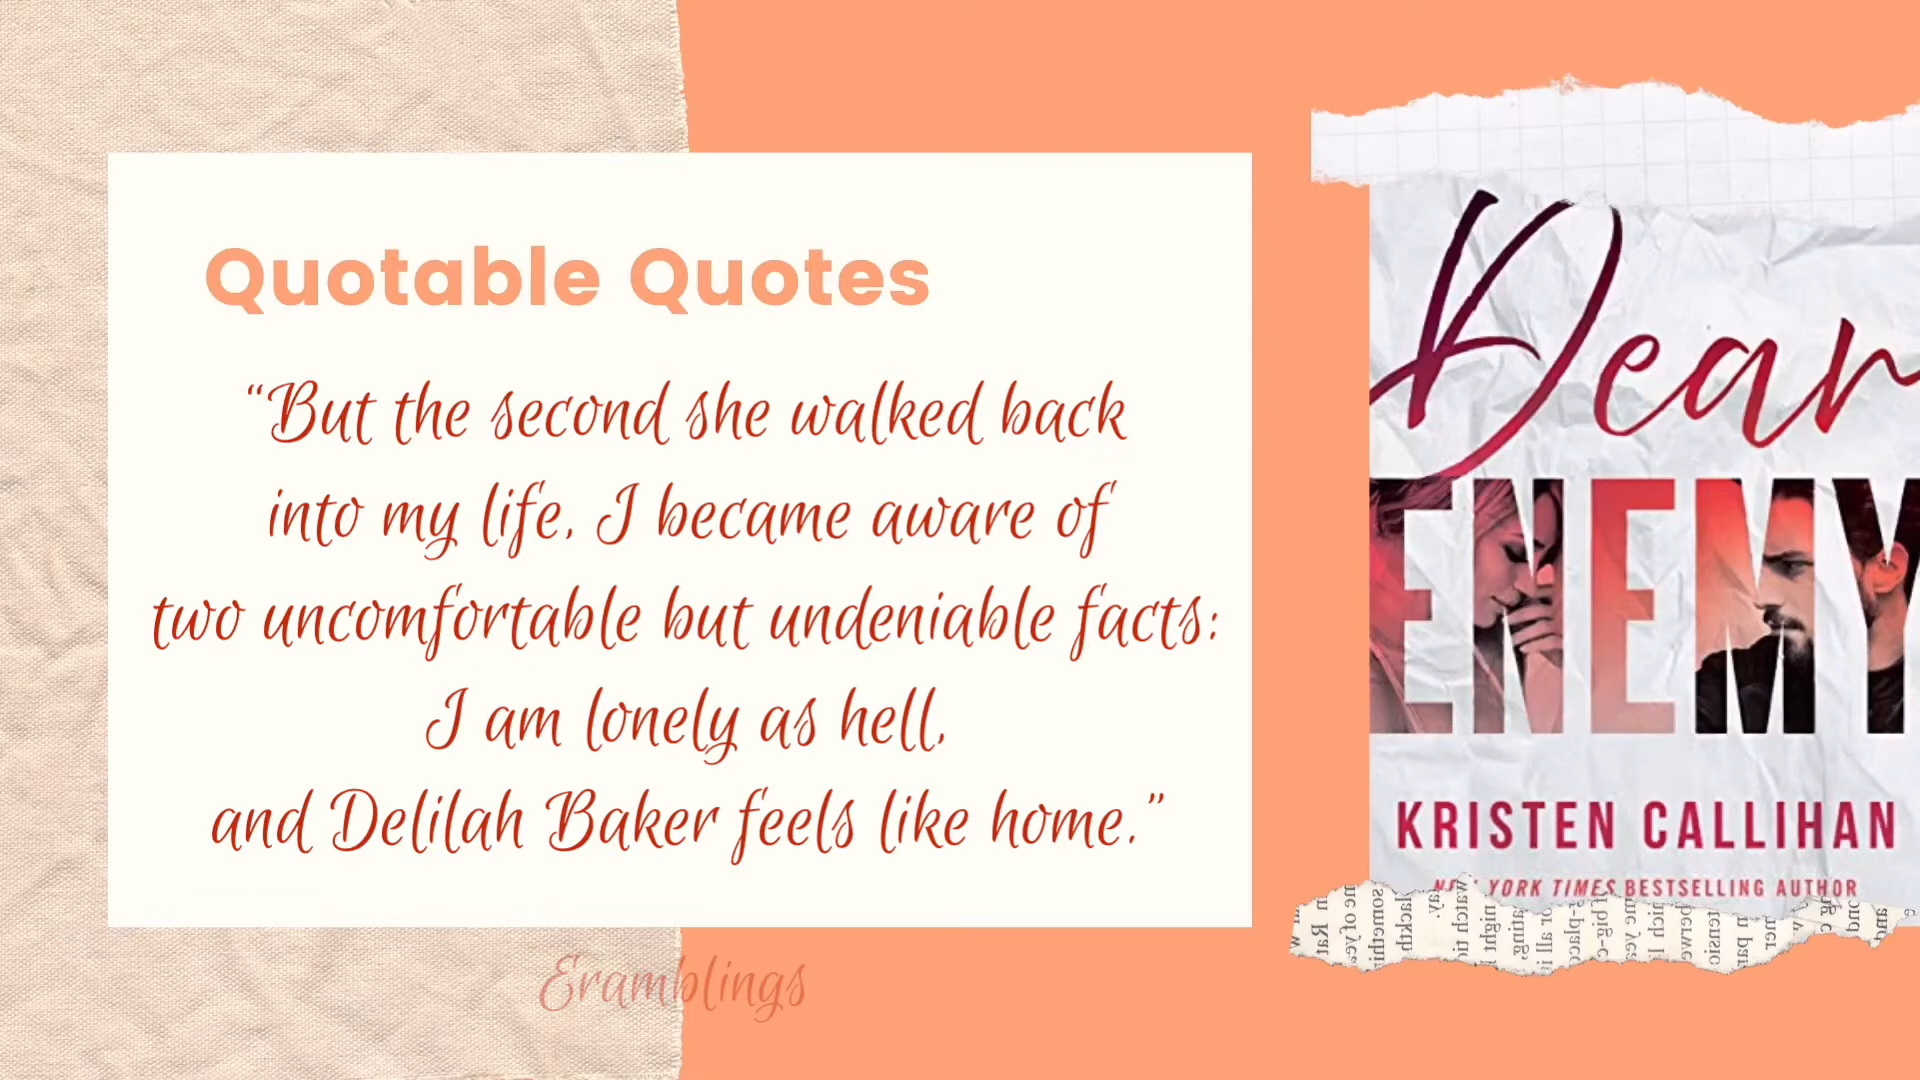 Quotable Quotes
“But the second she walked back
into my life, I became aware of
two uncomfortable but undeniable facts:
I am lonely as hell,
and Delilah Baker feels like home.”
Eramblings
Dear
ENEMY
KRISTEN CALLIHAN
NEW YORK TIMES BESTSELLING AUTHOR